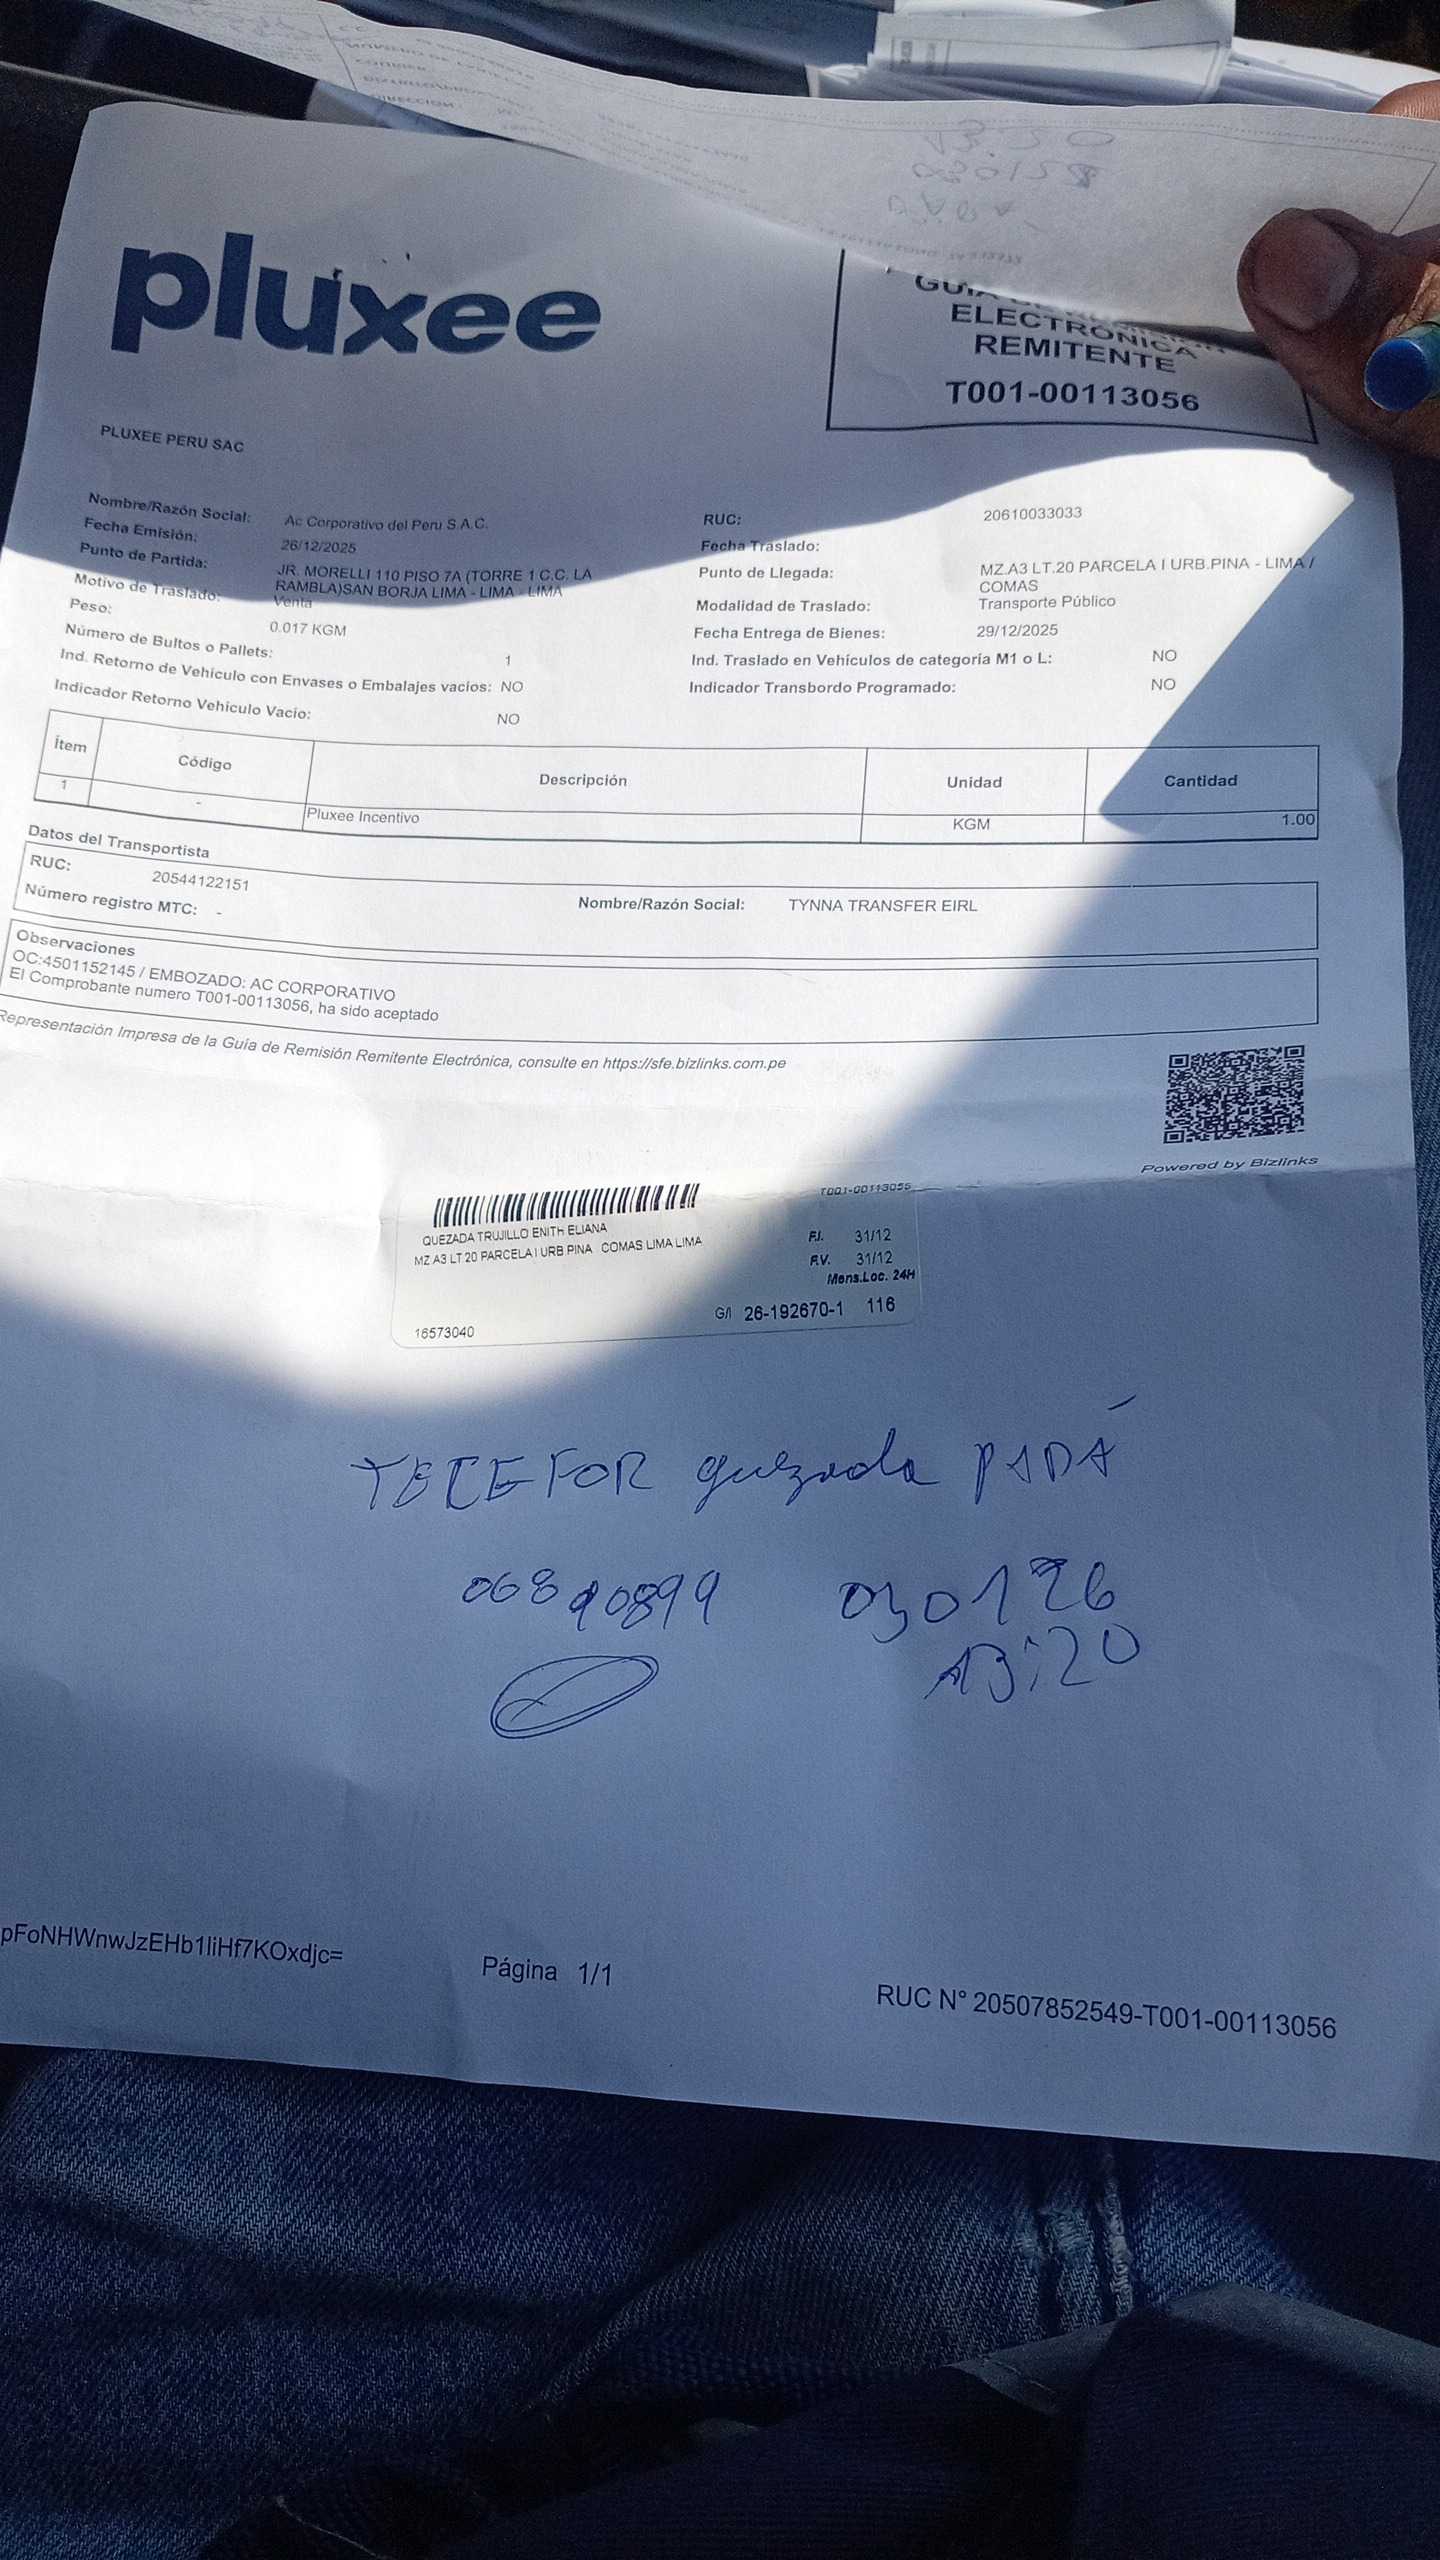 pluxee
ELECTRÓNICA
REMITENTE
T001-00113056
PLUXEE PERU SAC
Nombre/Razón Social: Ac Corporativo del Peru S.A.C.
Fecha Emisión: 26/12/2025
Punto de Partida: JR. MORELLI 110 PISO 7A (TORRE 1 C.C. LA
RAMBLA)SAN BORJA LIMA - LIMA - LIMA
Motivo de Traslado: Venta
Peso: 0.017 KGM
Número de Bultos o Pallets: 1
Ind. Retorno de Vehículo con Envases o Embalajes vacíos: NO
Indicador Retorno Vehiculo Vacio: NO
RUC: 20610033033
Fecha Traslado:
Punto de Llegada: MZ.A3 LT.20 PARCELA I URB.PINA - LIMA /
COMAS
Modalidad de Traslado: Transporte Público
Fecha Entrega de Bienes: 29/12/2025
Ind. Traslado en Vehículos de categoría M1 o L: NO
Indicador Transbordo Programado: NO
Ítem Código Descripción Unidad Cantidad
1 - Pluxee Incentivo KGM 1.00
Datos del Transportista
RUC: 20544122151
Número registro MTC: -
Nombre/Razón Social: TYNNA TRANSFER EIRL
Observaciones
OC:4501152145 / EMBOZADO: AC CORPORATIVO
El Comprobante numero T001-00113056, ha sido aceptado
Representación Impresa de la Guía de Remisión Remitente Electrónica, consulte en https://sfe.bizlinks.com.pe
Powered by Bizlinks
T001-00113056
QUEZADA TRUJILLO ENITH ELIANA
MZ.A3 LT.20 PARCELA I URB.PINA COMAS LIMA LIMA
F.I. 31/12
F.V. 31/12
Mens.Loc. 24H
G/I 26-192670-1 116
16573040
quezada PAPÁ
06890899 030126
13:20
pFoNHWnwJzEHb1liHf7KOxdjc=
Página 1/1
RUC N° 20507852549-T001-00113056